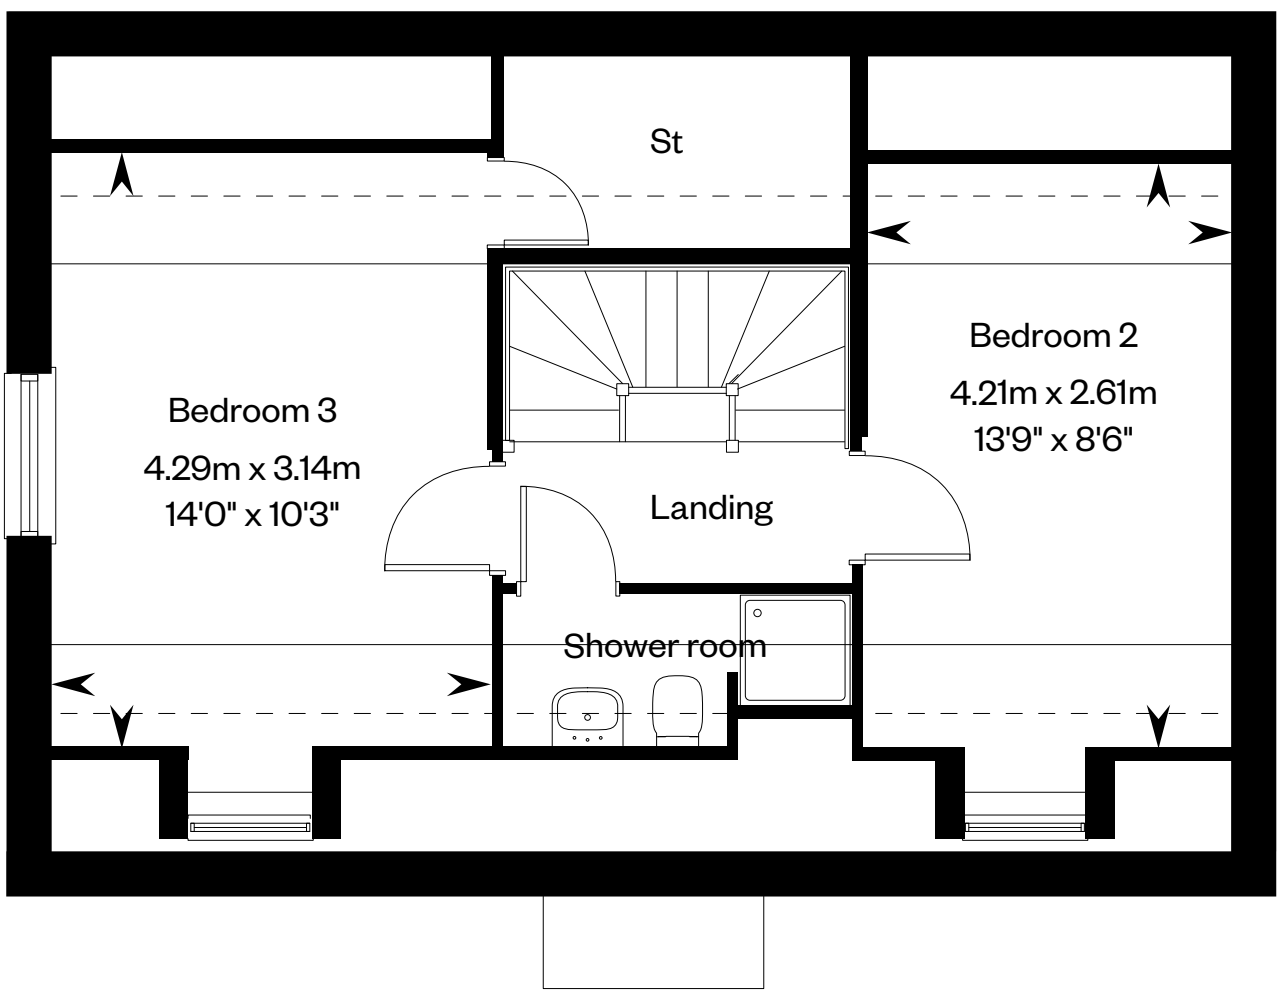 St
Bedroom 2
4.21m x 2.61m
13'9" x 8'6"
Bedroom 3
4.29m x 3.14m
14'0" x 10'3"
Landing
Shower room